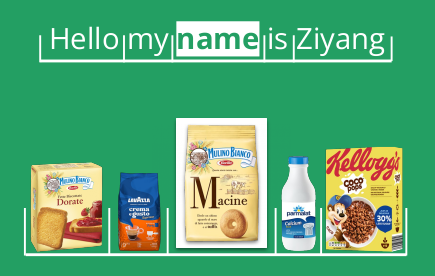 Hello my name is Ziyang
MULINO BIANCO
Dorate
LAVAZZA
crema
e gusto
MULINO BIANCO
Macine
parmalat
Calcium
Kellogg's
COCO
POPS
30%